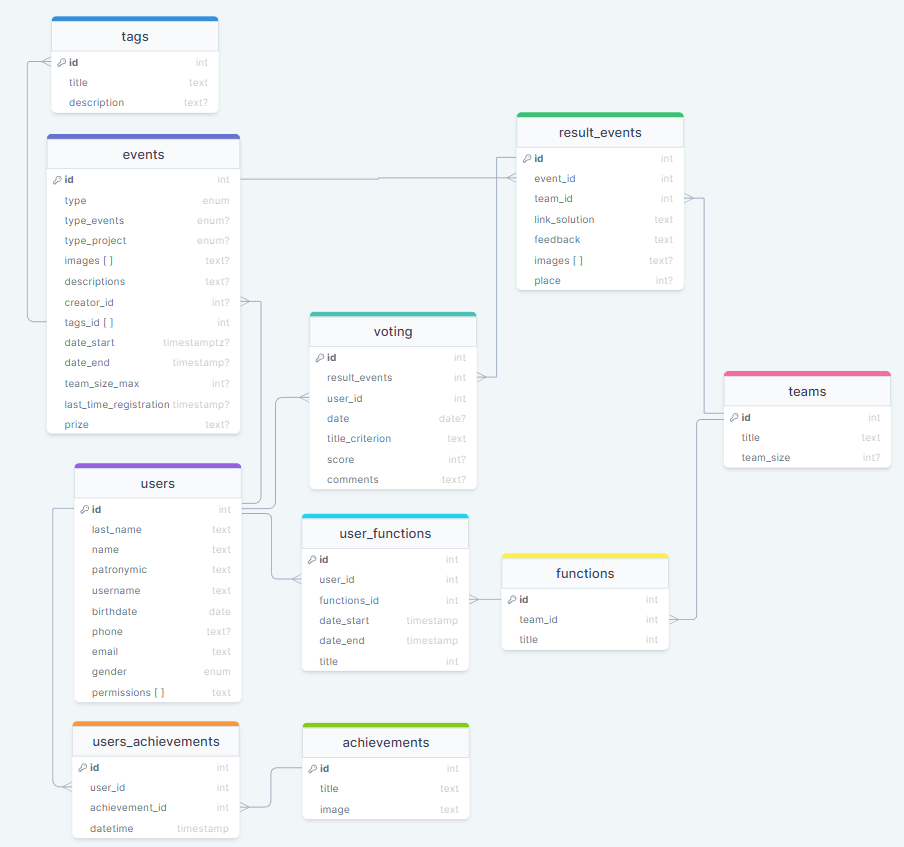 tags
id int
title text
description text?
events
id int
type enum
type_events enum?
type_project enum?
images [ ] text?
descriptions text?
creator_id int?
tags_id [ ] int
date_start timestamptz?
date_end timestamp?
team_size_max int?
last_time_registration timestamp?
prize text?
result_events
id int
event_id int
team_id int
link_solution text
feedback text
images [ ] text?
place int?
voting
id int
result_events int
user_id int
date date?
title_criterion text
score int?
comments text?
teams
id int
title text
team_size int?
users
id int
last_name text
name text
patronymic text
username text
birthdate date
phone text?
email text
gender enum
permissions [ ] text
user_functions
id int
user_id int
functions_id int
date_start timestamp
date_end timestamp
title int
functions
id int
team_id int
title int
users_achievements
id int
user_id int
achievement_id int
datetime timestamp
achievements
id int
title text
image text